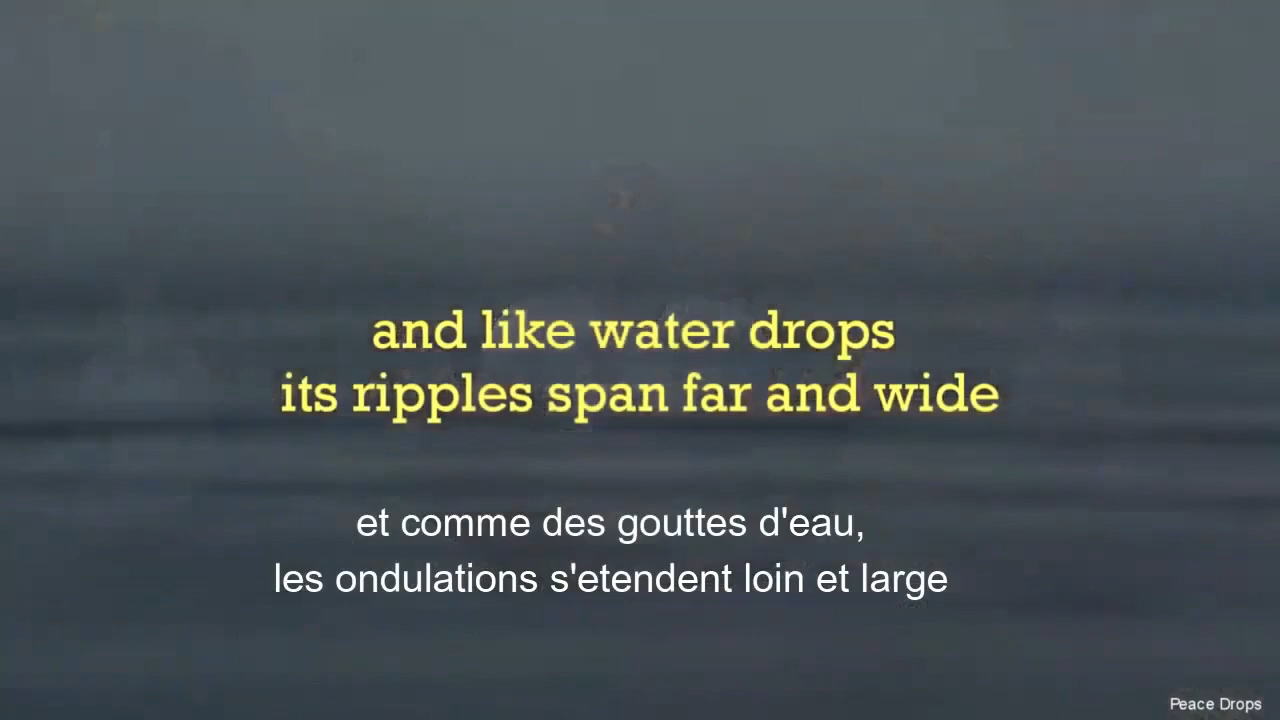 and like water drops
its ripples span far and wide
et comme des gouttes d'eau,
les ondulations s'etendent loin et large
Peace Drops